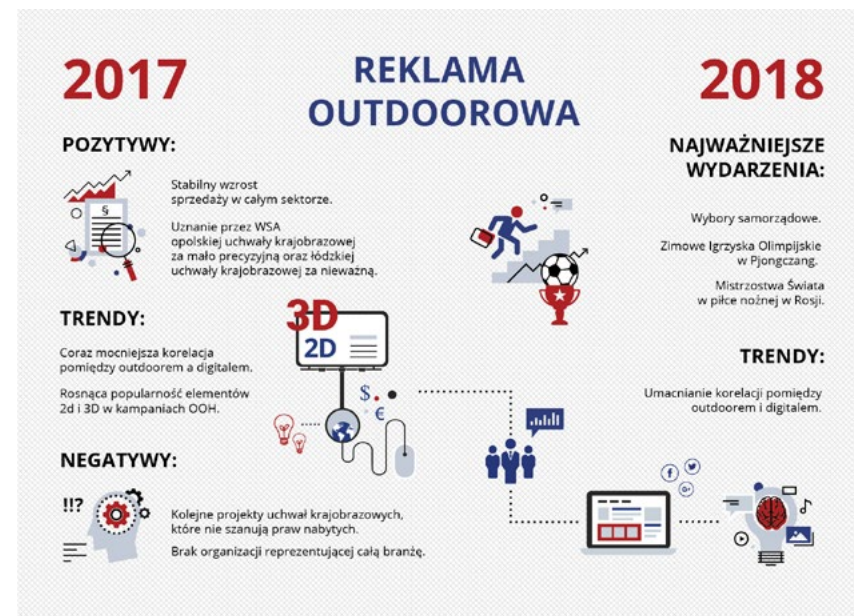 2017
REKLAMA
OUTDOOROWA
2018
POZYTYWY:
Stabilny wzrost
sprzedaży w całym sektorze.
Uznanie przez WSA
opolskiej uchwały krajobrazowej
za mało precyzyjną oraz łódzkiej
uchwały krajobrazowej za nieważną.
TRENDY:
Coraz mocniejsza korelacja
pomiędzy outdoorem a digitalem.
Rosnąca popularność elementów
2d i 3D w kampaniach OOH.
3D
2D
$
€
NEGATYWY:
!!?
Kolejne projekty uchwał krajobrazowych,
które nie szanują praw nabytych.
Brak organizacji reprezentującej całą branżę.
NAJWAŻNIEJSZE
WYDARZENIA:
Wybory samorządowe.
Zimowe Igrzyska Olimpijskie
w Pjongczang.
Mistrzostwa Świata
w piłce nożnej w Rosji.
TRENDY:
Umacnianie korelacji pomiędzy
outdoorem i digitalem.